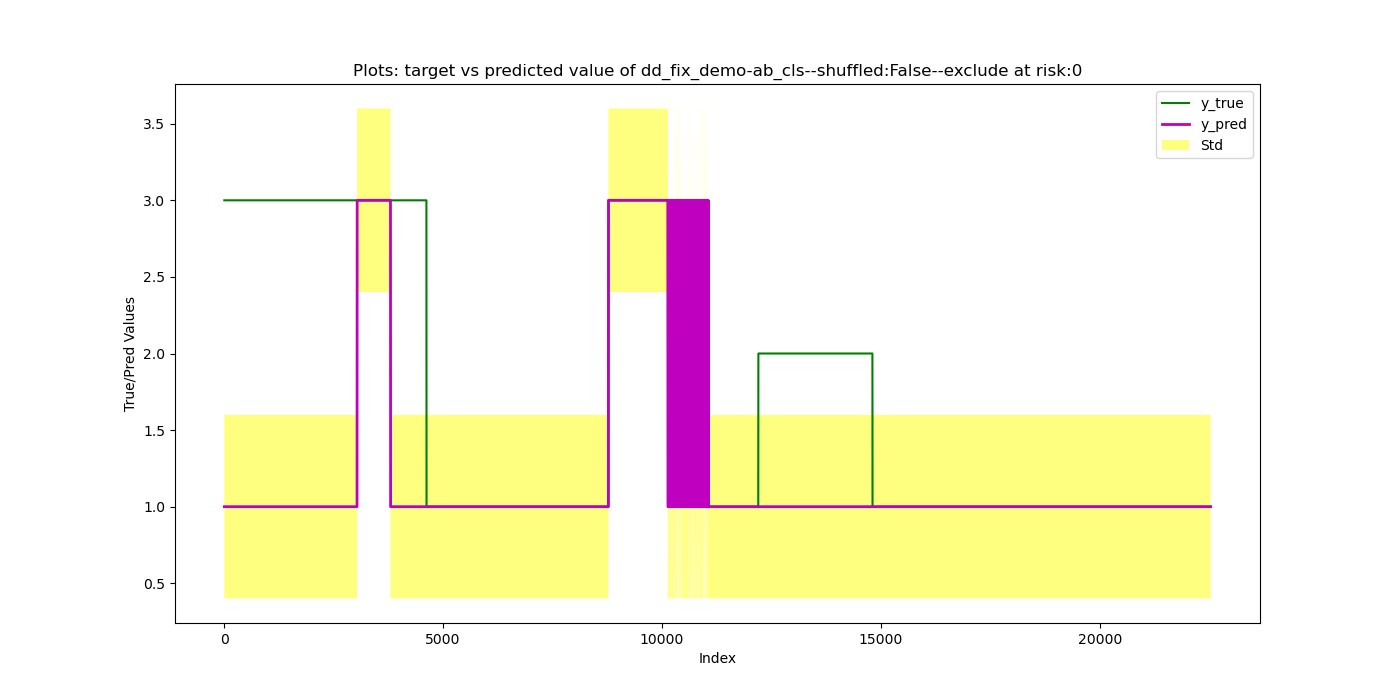 Plots: target vs predicted value of dd_fix_demo-ab_cls--shuffled:False--exclude at risk:0
y_true
y_pred
Std
True/Pred Values
3.5
3.0
2.5
2.0
1.5
1.0
0.5
0 5000 10000 15000 20000
Index